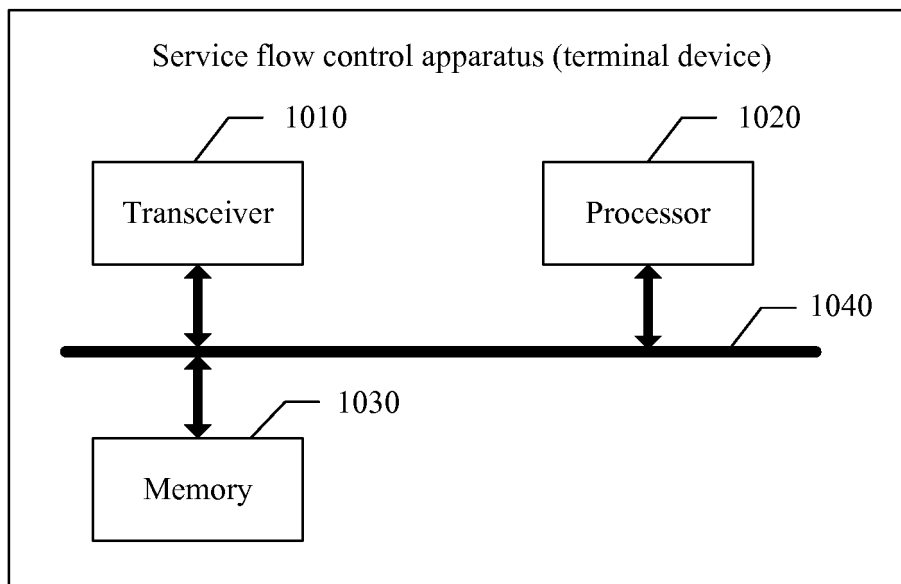 Service flow control apparatus (terminal device)
1010
1020
Transceiver
Processor
1040
1030
Memory